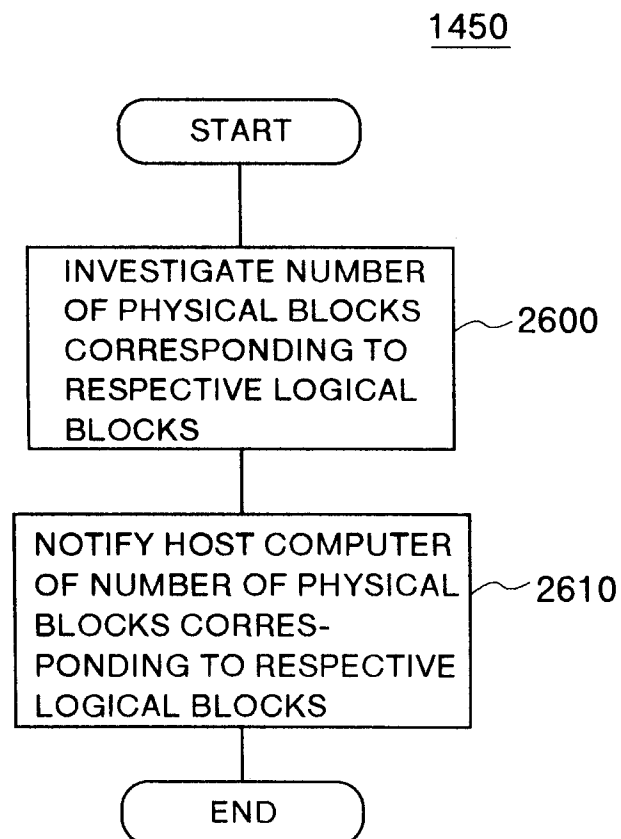 1450
START
INVESTIGATE NUMBER
OF PHYSICAL BLOCKS
CORRESPONDING TO
RESPECTIVE LOGICAL
BLOCKS
2600
NOTIFY HOST COMPUTER
OF NUMBER OF PHYSICAL
BLOCKS CORRES-
PONDING TO RESPECTIVE
LOGICAL BLOCKS
2610
END